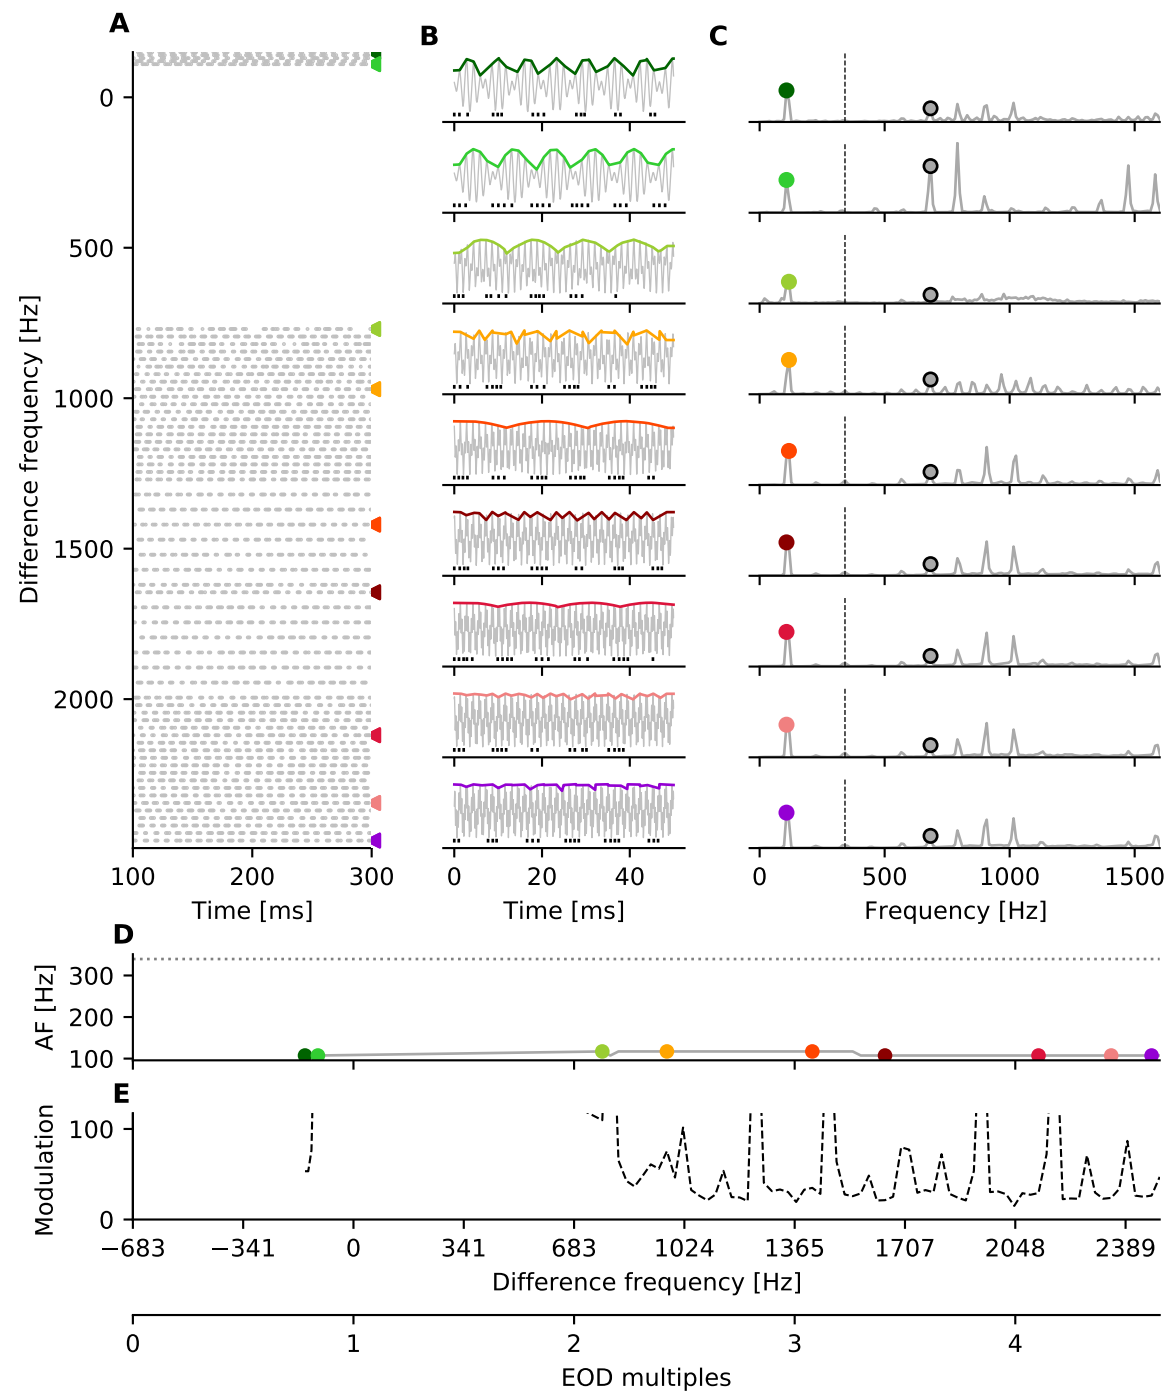 A
B
C
Difference frequency [Hz]
0
500
1000
1500
2000
100 200 300
Time [ms]
0 20 40
Time [ms]
0 500 1000 1500
Frequency [Hz]
D
AF [Hz]
300
200
100
E
Modulation
100
0
−683 −341 0 341 683 1024 1365 1707 2048 2389
Difference frequency [Hz]
0 1 2 3 4
EOD multiples